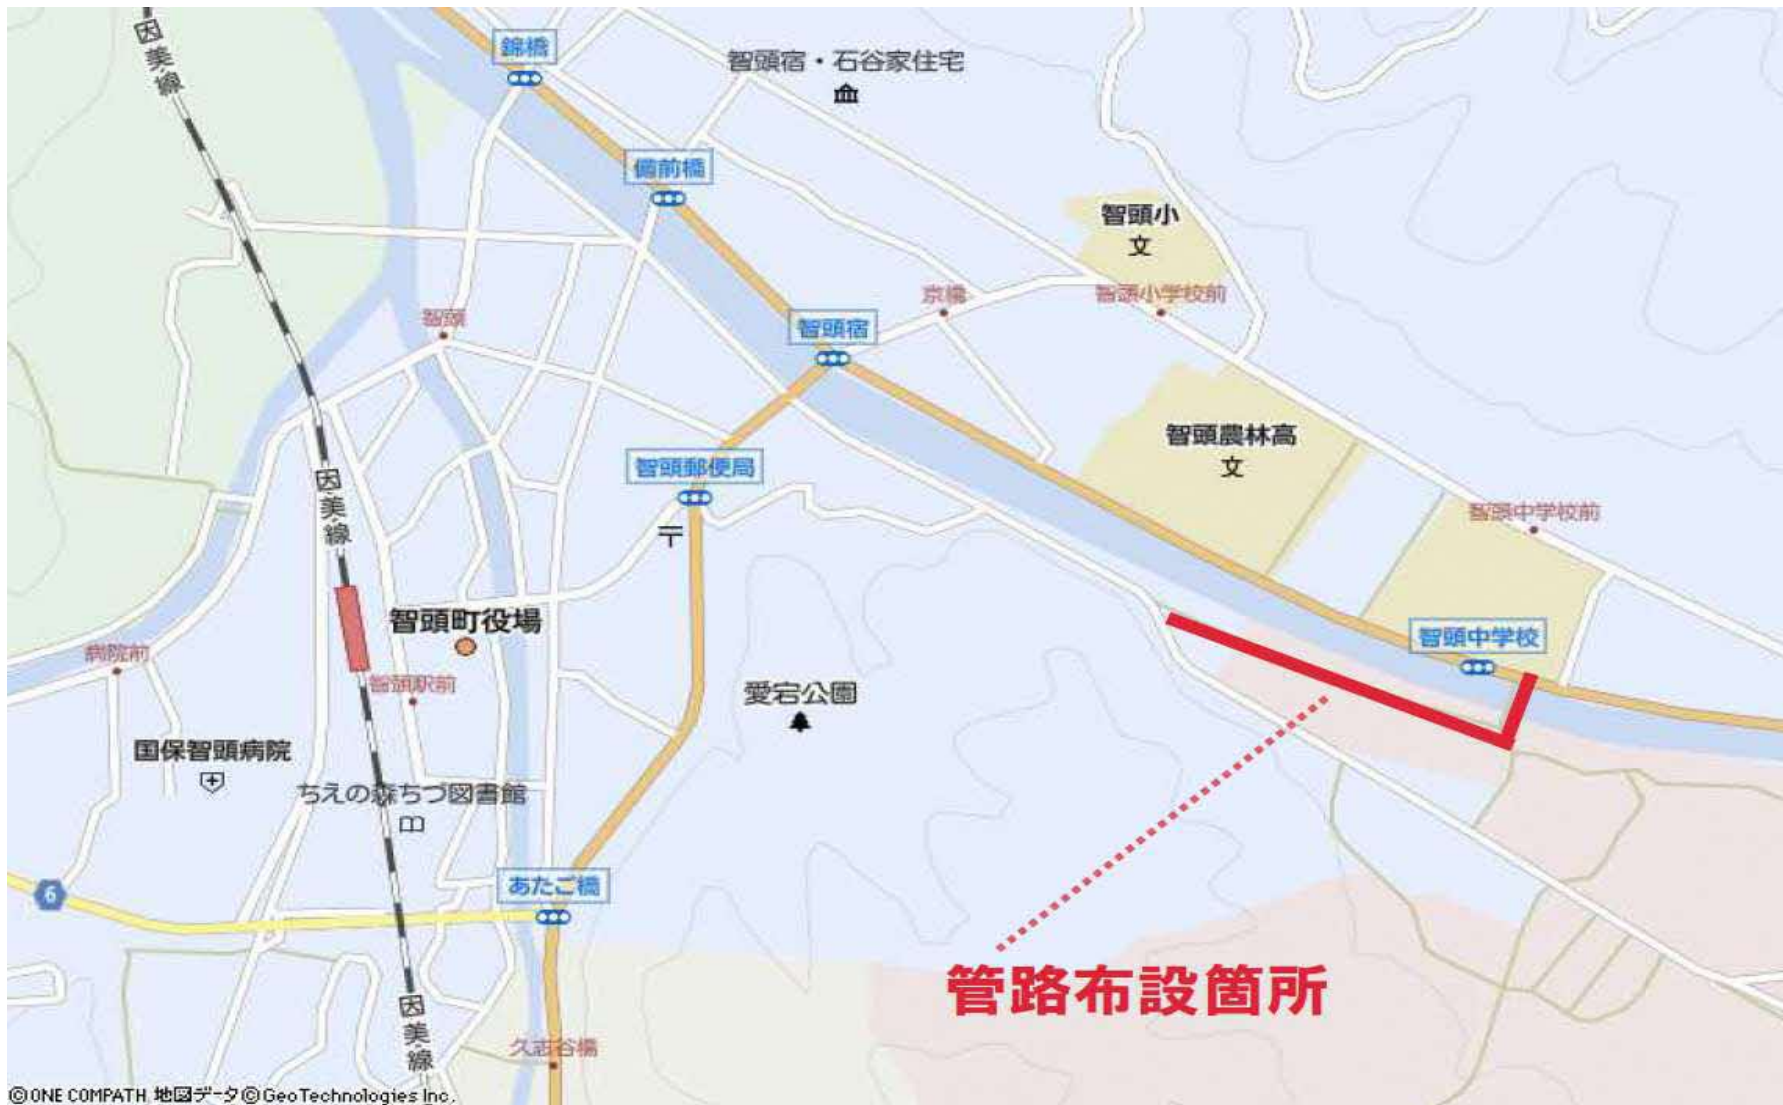 因美線
錦橋
智頭宿・石谷家住宅
備前橋
智頭小
文
京橋
智頭小学校前
智頭
智頭宿
智頭農林高
文
智頭郵便局
因美線
智頭中学校前
智頭町役場
智頭中学校
病院前
智頭駅前
愛宕公園
国保智頭病院
ちえの森ちづ図書館
あたご橋
6
管路布設箇所
因美線
久志谷橋
©ONE COMPATH 地図データ©GeoTechnologies Inc.